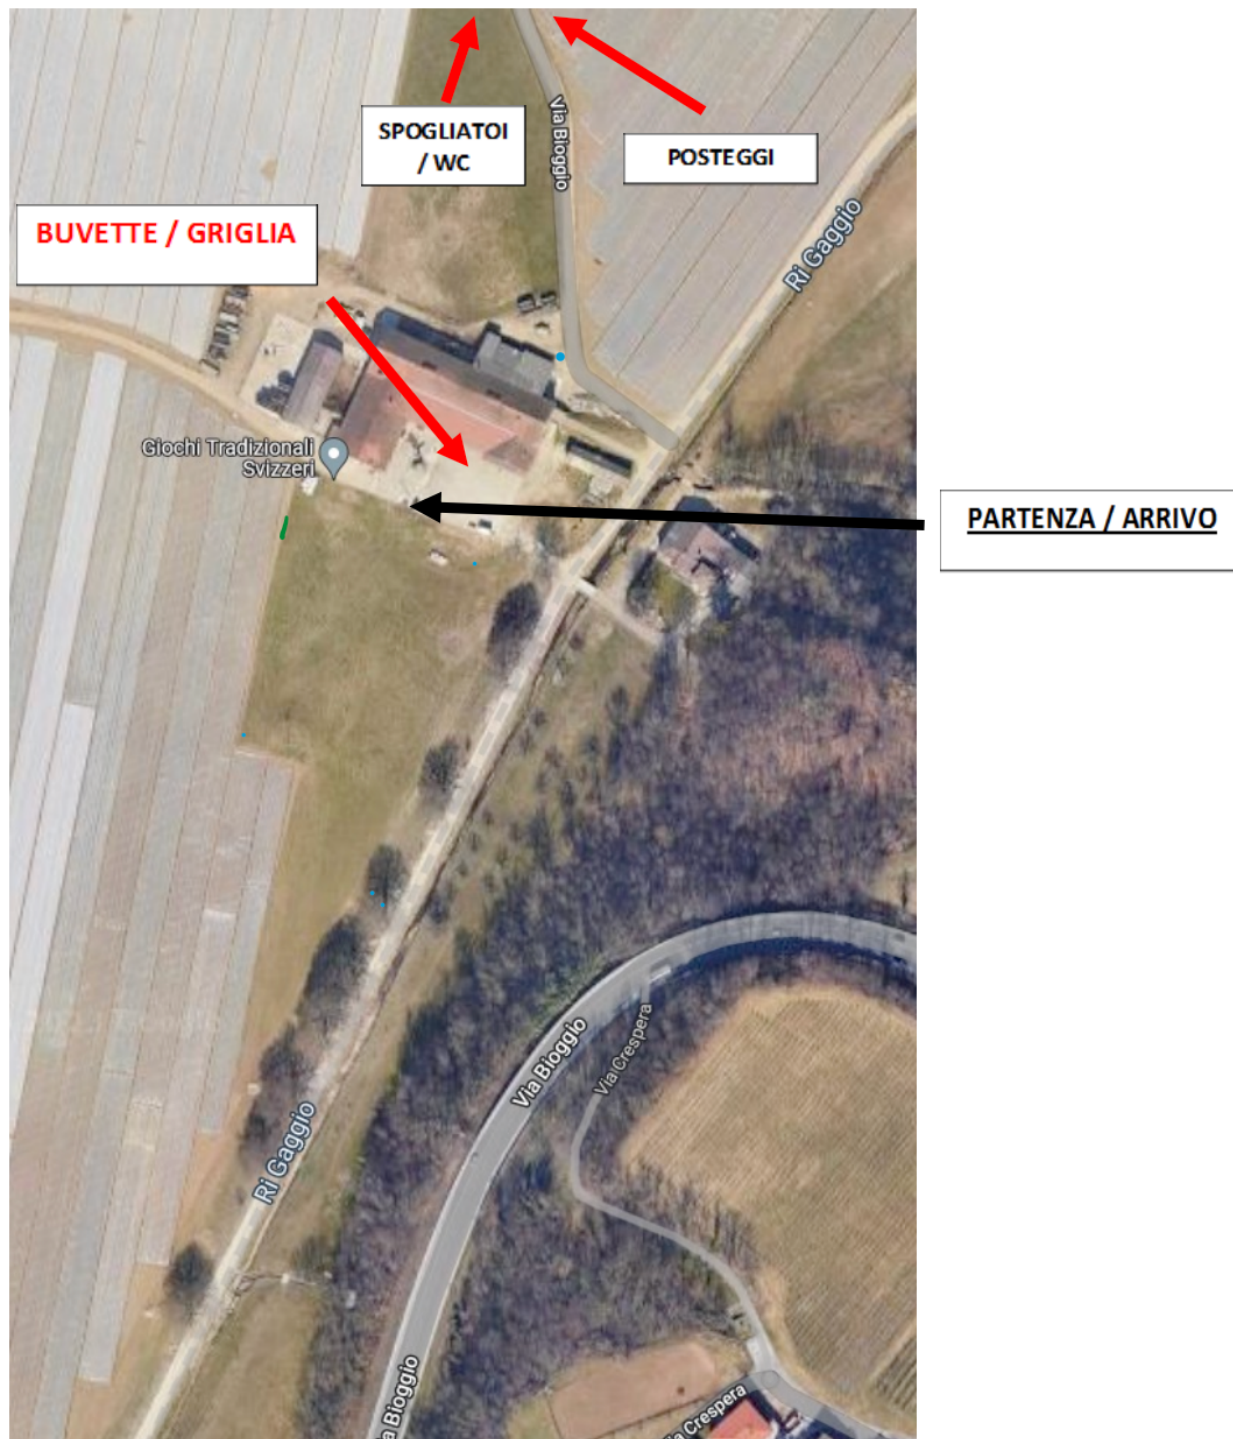 SPOGLIATOI
/ WC
POSTEGGI
Via Bioggio
BUVETTE / GRIGLIA
Ri Gaggio
Giochi Tradizionali
Svizzeri
PARTENZA / ARRIVO
Via Bioggio
Via Crespera
Ri Gaggio
Bioggio
Crespera